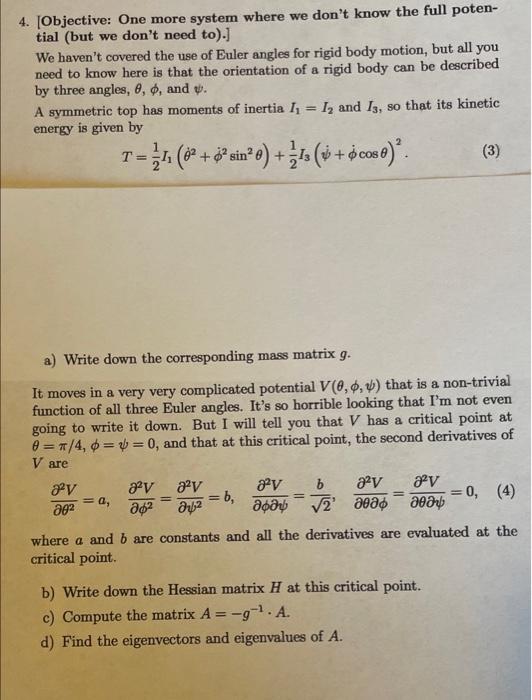 4. [Objective: One more system where we don't know the full poten-
tial (but we don't need to).]
We haven't covered the use of Euler angles for rigid body motion, but all you
need to know here is that the orientation of a rigid body can be described
by three angles, θ, ϕ, and ψ.
A symmetric top has moments of inertia I₁ = I₂ and I₃, so that its kinetic
energy is given by
T = 1/2 I₁ (θ̇² + ϕ̇² sin² θ) + 1/2 I₃ (ψ̇ + ϕ̇ cos θ)². (3)
a) Write down the corresponding mass matrix g.
It moves in a very very complicated potential V(θ, ϕ, ψ) that is a non-trivial
function of all three Euler angles. It's so horrible looking that I'm not even
going to write it down. But I will tell you that V has a critical point at
θ = π/4, ϕ = ψ = 0, and that at this critical point, the second derivatives of
V are
∂²V/∂θ² = a, ∂²V/∂ϕ² = ∂²V/∂ψ² = b, ∂²V/∂ϕ∂ψ = b/√2, ∂²V/∂θ∂ϕ = ∂²V/∂θ∂ψ = 0, (4)
where a and b are constants and all the derivatives are evaluated at the
critical point.
b) Write down the Hessian matrix H at this critical point.
c) Compute the matrix A = −g⁻¹ · A.
d) Find the eigenvectors and eigenvalues of A.